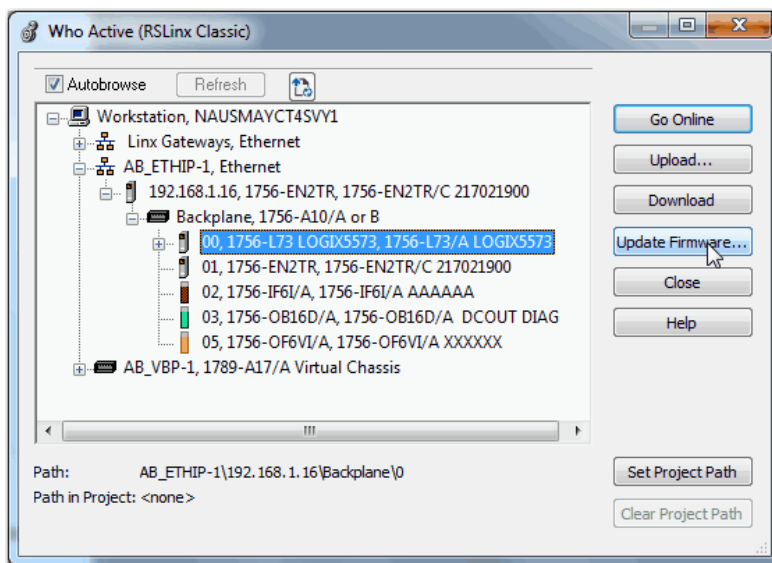 Who Active (RSLinx Classic)
Autobrowse
Refresh
Workstation, NAUSMAYCT4SVY1
Linx Gateways, Ethernet
AB_ETHIP-1, Ethernet
192.168.1.16, 1756-EN2TR, 1756-EN2TR/C 217021900
Backplane, 1756-A10/A or B
00, 1756-L73 LOGIX5573, 1756-L73/A LOGIX5573
01, 1756-EN2TR, 1756-EN2TR/C 217021900
02, 1756-IF6I/A, 1756-IF6I/A AAAAAA
03, 1756-OB16D/A, 1756-OB16D/A  DCOUT DIAG
05, 1756-OF6VI/A, 1756-OF6VI/A XXXXXX
AB_VBP-1, 1789-A17/A Virtual Chassis
Go Online
Upload...
Download
Update Firmware...
Close
Help
Path: AB_ETHIP-1\192.168.1.16\Backplane\0
Path in Project: <none>
Set Project Path
Clear Project Path